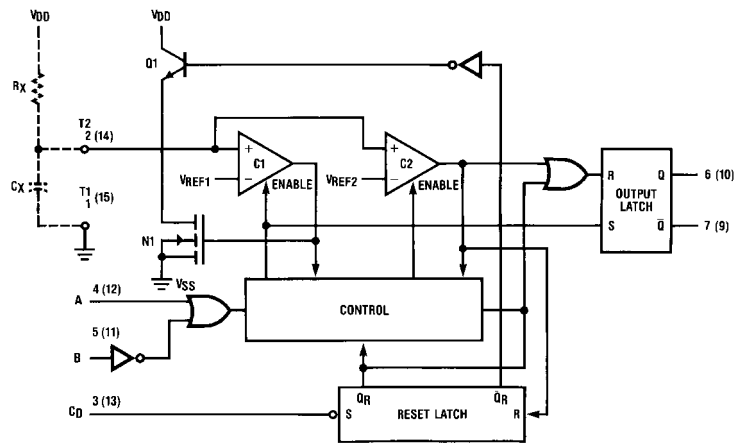 VDD VDD
Q1
RX
T2
2 (14)
+ C1 −
+ C2 −
VREF1 VREF2
ENABLE ENABLE
CX
T1
1 (15)
R Q 6 (10)
OUTPUT
LATCH
S Q̄ 7 (9)
N1
VSS
A 4 (12)
CONTROL
B 5 (11)
QR Q̄R
CD 3 (13)
S RESET LATCH R